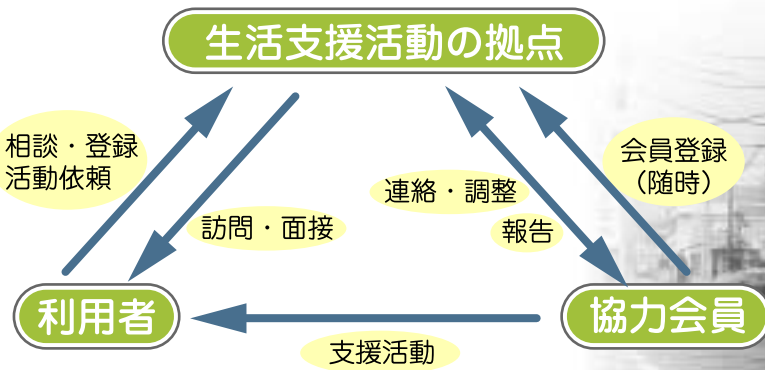 生活支援活動の拠点
相談・登録
活動依頼
訪問・面接
連絡・調整
報告
会員登録
（随時）
利用者
協力会員
支援活動